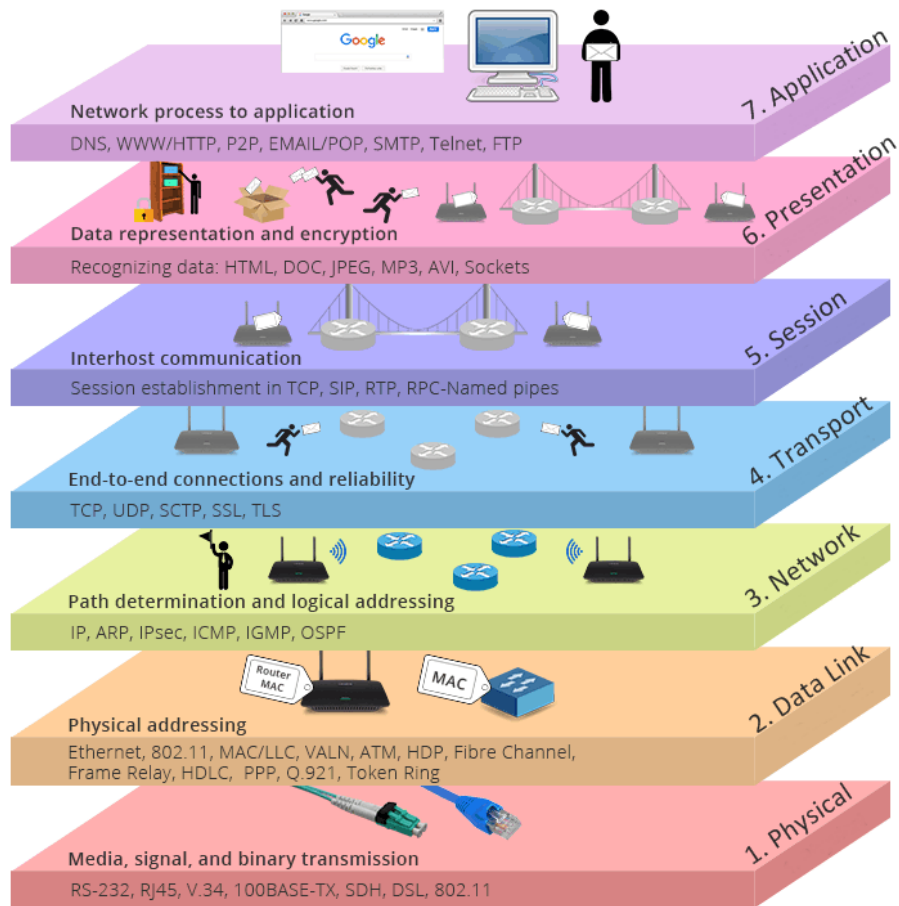 Google
7. Application
Network process to application
DNS, WWW/HTTP, P2P, EMAIL/POP, SMTP, Telnet, FTP
6. Presentation
Data representation and encryption
Recognizing data: HTML, DOC, JPEG, MP3, AVI, Sockets
5. Session
Interhost communication
Session establishment in TCP, SIP, RTP, RPC-Named pipes
4. Transport
End-to-end connections and reliability
TCP, UDP, SCTP, SSL, TLS
3. Network
Path determination and logical addressing
IP, ARP, IPsec, ICMP, IGMP, OSPF
Router
MAC
MAC
2. Data Link
Physical addressing
Ethernet, 802.11, MAC/LLC, VALN, ATM, HDP, Fibre Channel,
Frame Relay, HDLC, PPP, Q.921, Token Ring
1. Physical
Media, signal, and binary transmission
RS-232, RJ45, V.34, 100BASE-TX, SDH, DSL, 802.11